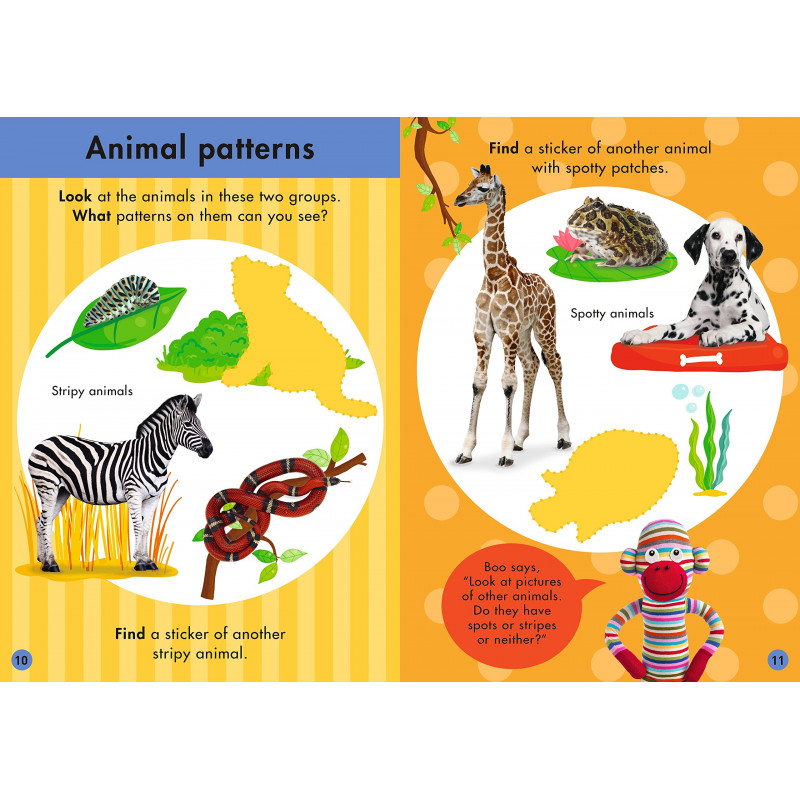 Animal patterns
Look at the animals in these two groups.
What patterns on them can you see?
Stripy animals
Find a sticker of another
stripy animal.
10
Find a sticker of another animal
with spotty patches.
Spotty animals
Boo says,
“Look at pictures
of other animals.
Do they have
spots or stripes
or neither?”
11